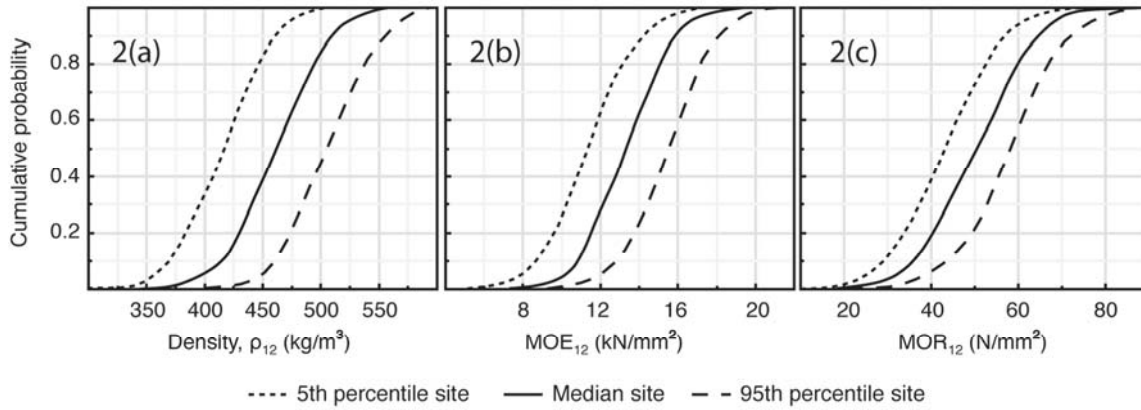 2(a)
2(b)
2(c)
Cumulative probability
0.8
0.6
0.4
0.2
350 400 450 500 550
8 12 16 20
20 40 60 80
Density, ρ₁₂ (kg/m³)
MOE₁₂ (kN/mm²)
MOR₁₂ (N/mm²)
5th percentile site
Median site
95th percentile site